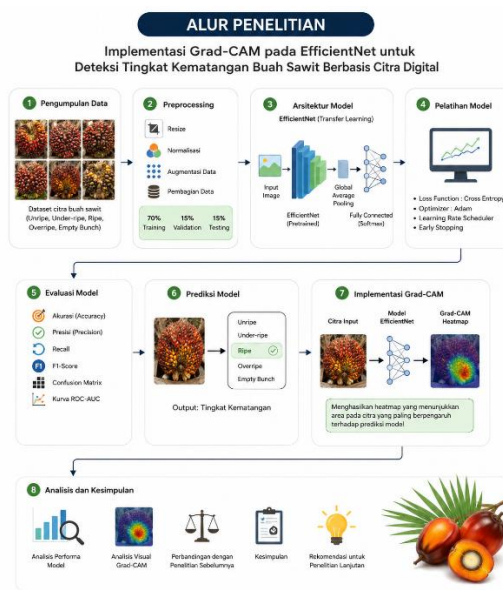 ALUR PENELITIAN
Implementasi Grad-CAM pada EfficientNet untuk
Deteksi Tingkat Kematangan Buah Sawit Berbasis Citra Digital
1 Pengumpulan Data
Dataset citra buah sawit
(Unripe, Under-ripe, Ripe,
Overripe, Empty Bunch)
2 Preprocessing
Resize
Normalisasi
Augmentasi Data
Pembagian Data
70% 15% 15%
Training Validation Testing
3 Arsitektur Model
EfficientNet (Transfer Learning)
Input
Image
EfficientNet
(Pretrained)
Global
Average
Pooling
Fully Connected
(Softmax)
4 Pelatihan Model
• Loss Function : Cross Entropy
• Optimizer : Adam
• Learning Rate Scheduler
• Early Stopping
5 Evaluasi Model
Akurasi (Accuracy)
Presisi (Precision)
Recall
F1 F1-Score
Confusion Matrix
Kurva ROC-AUC
6 Prediksi Model
Unripe
Under-ripe
Ripe
Overripe
Empty Bunch
Output: Tingkat Kematangan
7 Implementasi Grad-CAM
Citra Input
Model
EfficientNet
Grad-CAM
Heatmap
Menghasilkan heatmap yang menunjukkan
area pada citra yang paling berpengaruh
terhadap prediksi model
8 Analisis dan Kesimpulan
Analisis Performa
Model
Analisis Visual
Grad-CAM
Perbandingan dengan
Penelitian Sebelumnya
Kesimpulan
Rekomendasi untuk
Penelitian Lanjutan